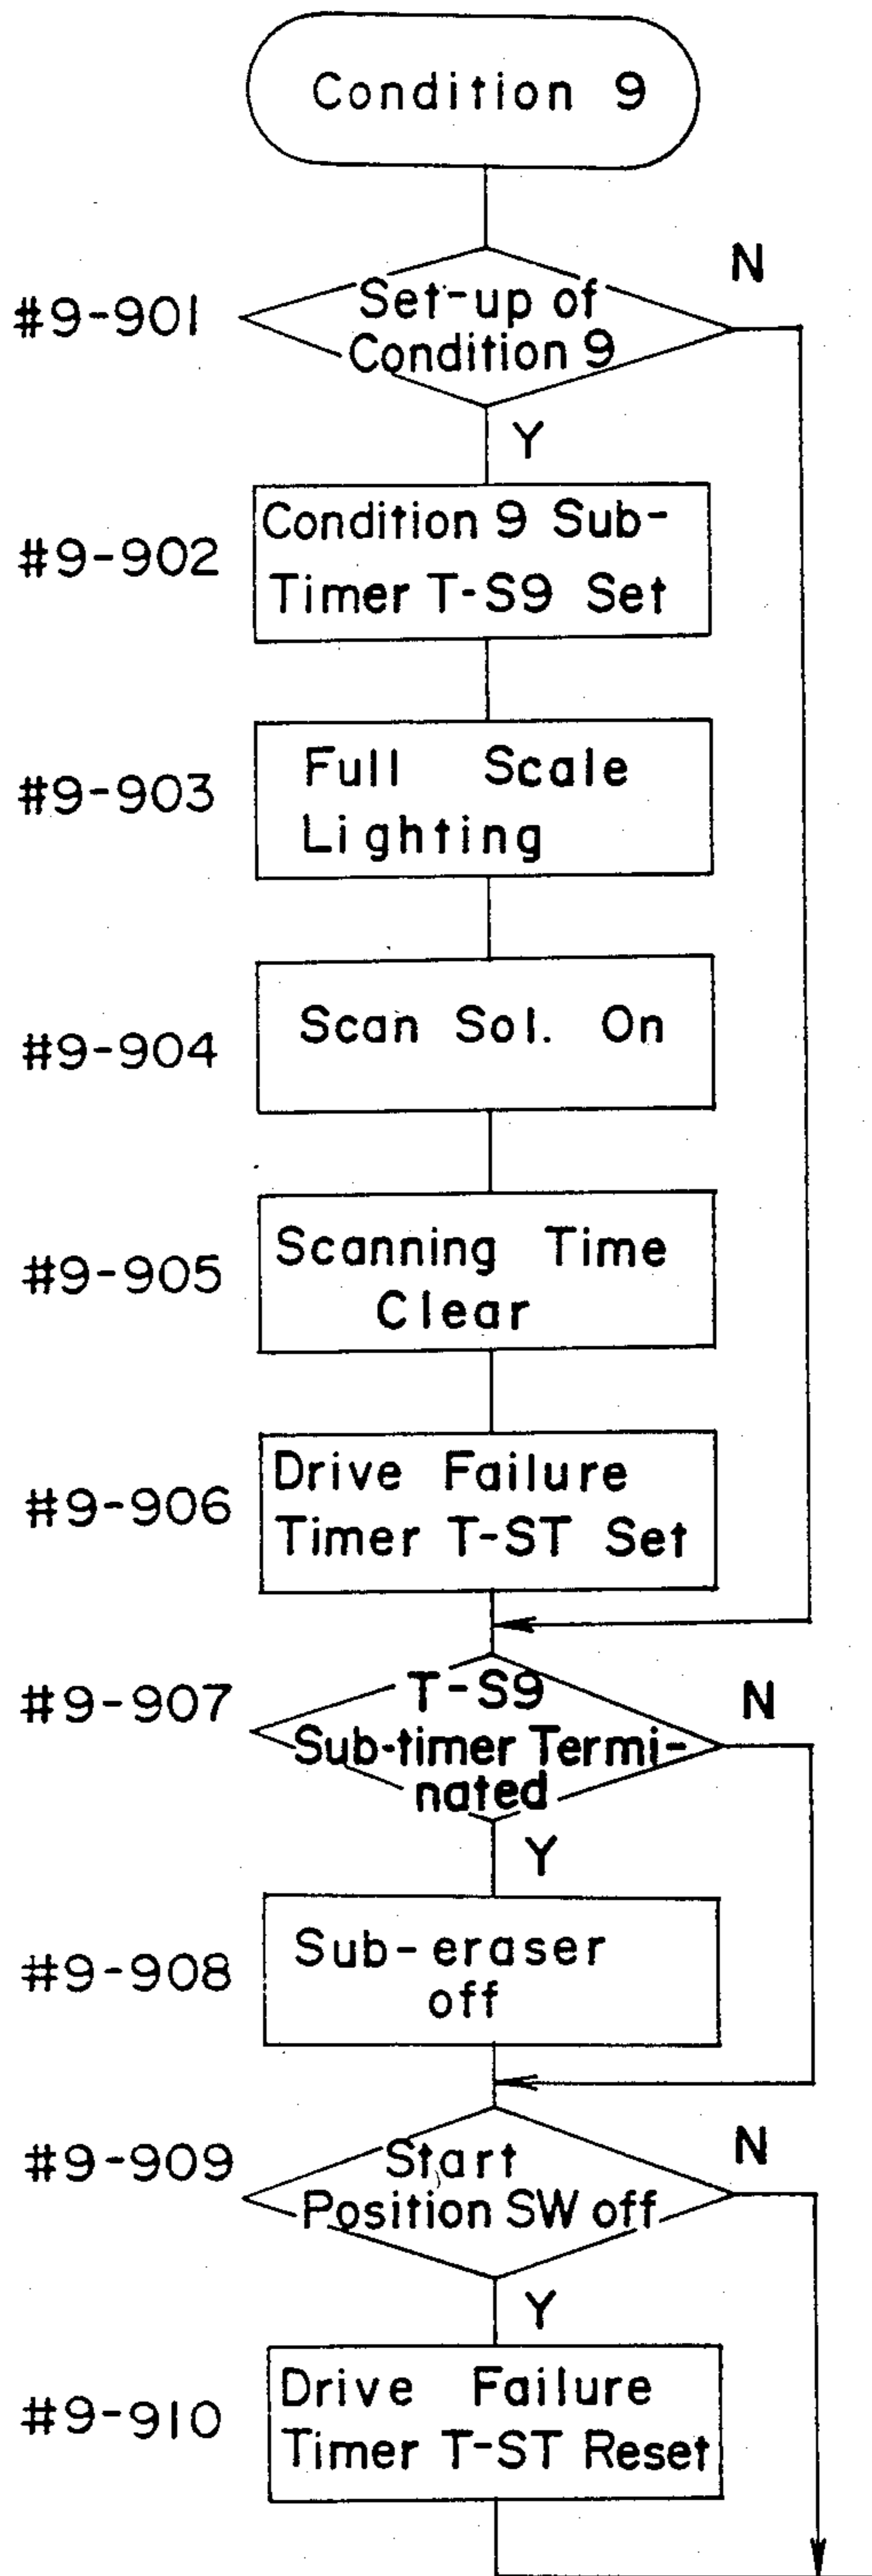 Condition 9
N
#9-901
Set-up of
Condition 9
Y
#9-902
Condition 9 Sub-
Timer T-S9 Set
#9-903
Full Scale
Lighting
#9-904
Scan Sol. On
#9-905
Scanning Time
Clear
#9-906
Drive Failure
Timer T-ST Set
#9-907
T-S9
Sub-timer Termi-
nated
N
Y
#9-908
Sub-eraser
off
#9-909
Start
Position SW off
N
Y
#9-910
Drive Failure
Timer T-ST Reset